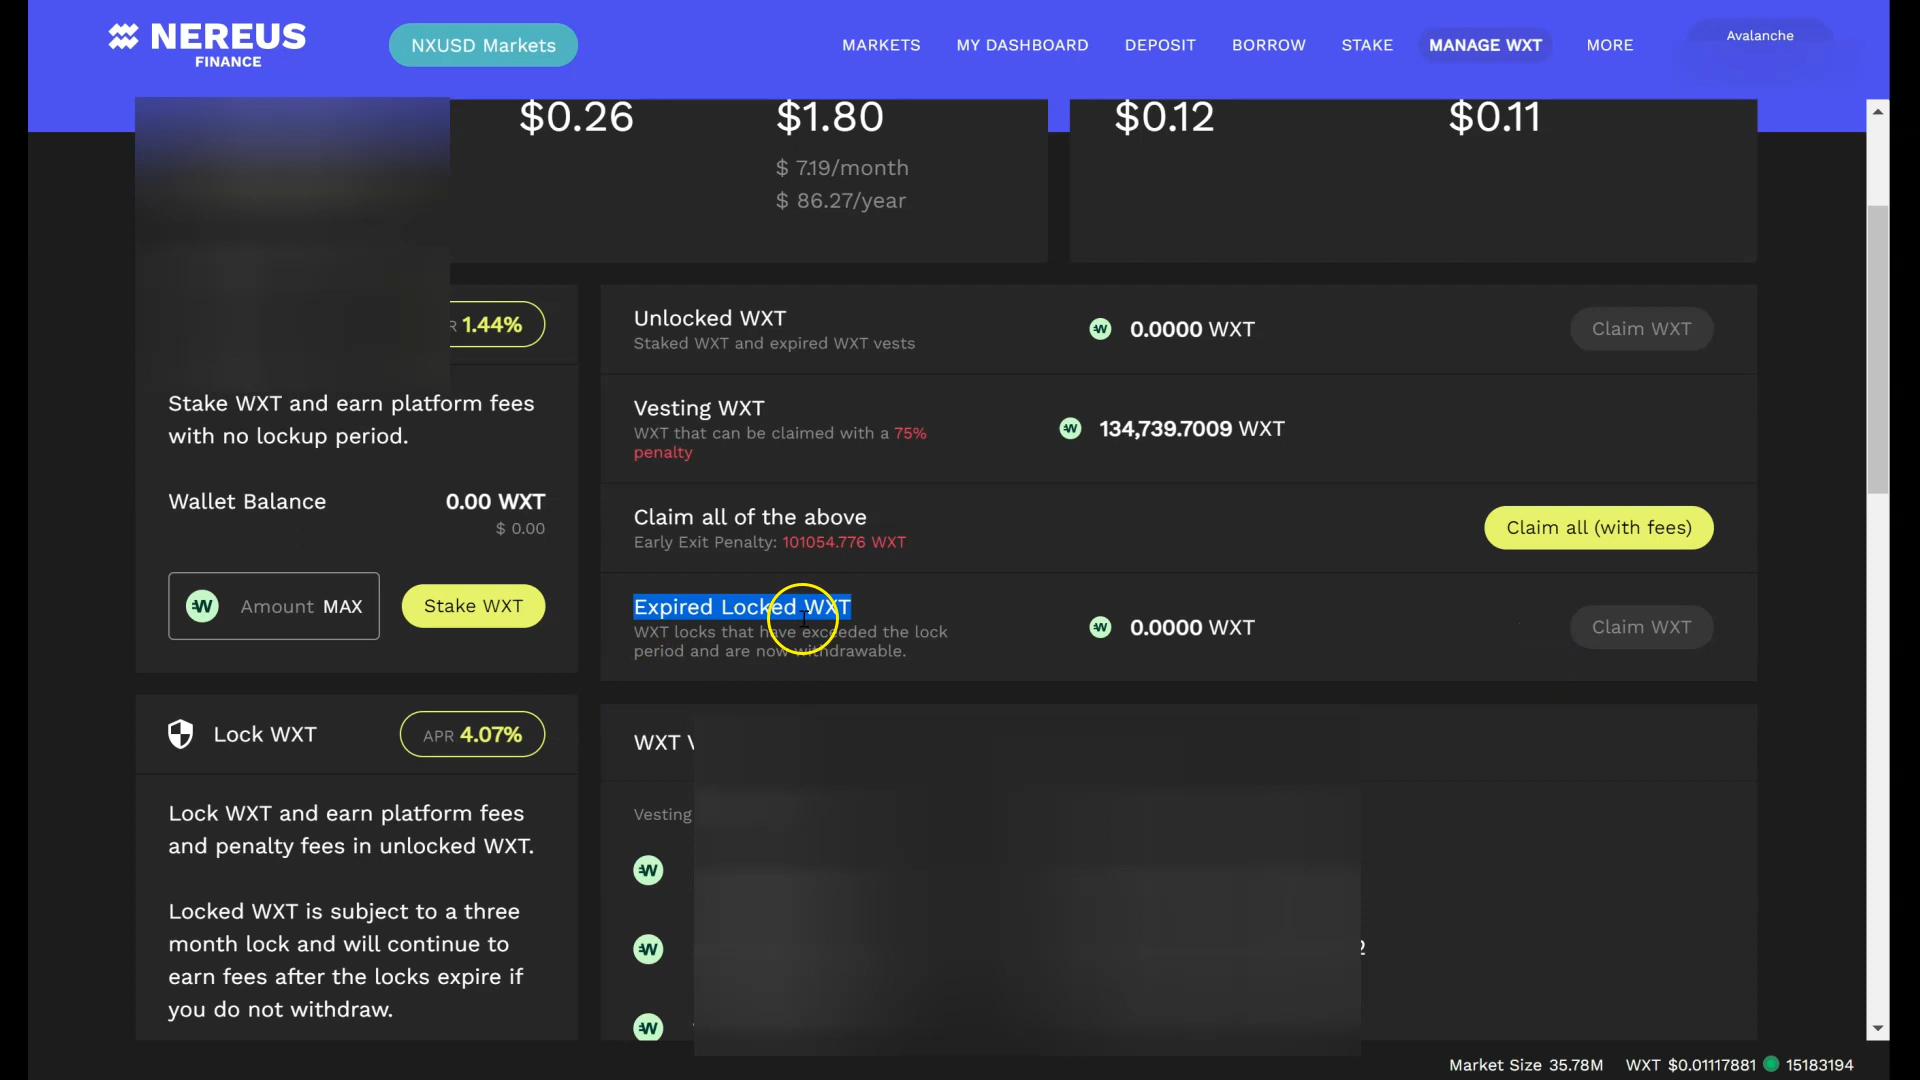 NEREUS
FINANCE
NXUSD Markets
MARKETS
MY DASHBOARD
DEPOSIT
BORROW
STAKE
MANAGE WXT
MORE
Avalanche
$0.26
$1.80
$ 7.19/month
$ 86.27/year
$0.12
$0.11
1.44%
Stake WXT and earn platform fees
with no lockup period.
Wallet Balance
0.00 WXT
$ 0.00
Amount MAX
Stake WXT
Unlocked WXT
Staked WXT and expired WXT vests
0.0000 WXT
Claim WXT
Vesting WXT
WXT that can be claimed with a 75%
penalty
134,739.7009 WXT
Claim all of the above
Early Exit Penalty: 101054.776 WXT
Claim all (with fees)
Expired Locked WXT
WXT locks that have exceeded the lock
period and are now withdrawable.
0.0000 WXT
Claim WXT
Lock WXT
APR 4.07%
Lock WXT and earn platform fees
and penalty fees in unlocked WXT.
Locked WXT is subject to a three
month lock and will continue to
earn fees after the locks expire if
you do not withdraw.
WXT
Vesting
Market Size 35.78M
WXT $0.01117881
15183194